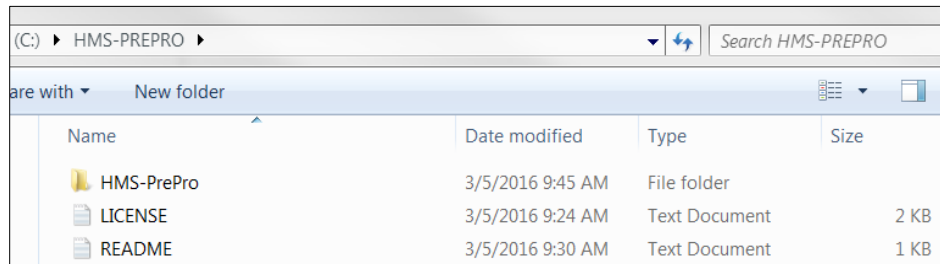 (C:) HMS-PREPRO Search HMS-PREPRO
are with New folder
Name Date modified Type Size
HMS-PrePro 3/5/2016 9:45 AM File folder
LICENSE 3/5/2016 9:24 AM Text Document 2 KB
README 3/5/2016 9:30 AM Text Document 1 KB